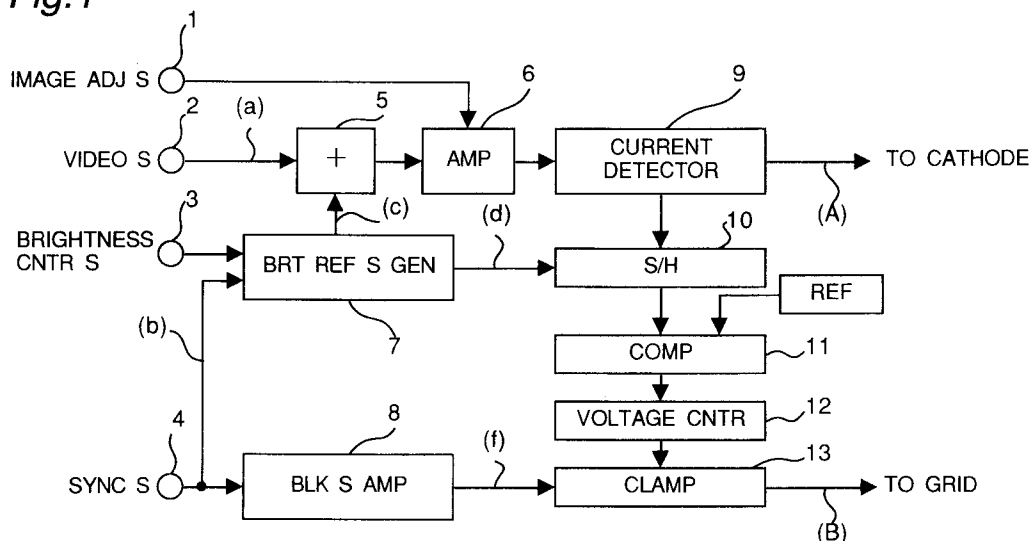 Fig.1
1
IMAGE ADJ S
6
9
2
(a)
5
VIDEO S
+
AMP
CURRENT
DETECTOR
TO CATHODE
(A)
3
(c)
(d)
10
BRIGHTNESS
CNTR S
BRT REF S GEN
S/H
REF
(b)
7
COMP
11
4
8
(f)
VOLTAGE CNTR
12
13
SYNC S
BLK S AMP
CLAMP
TO GRID
(B)